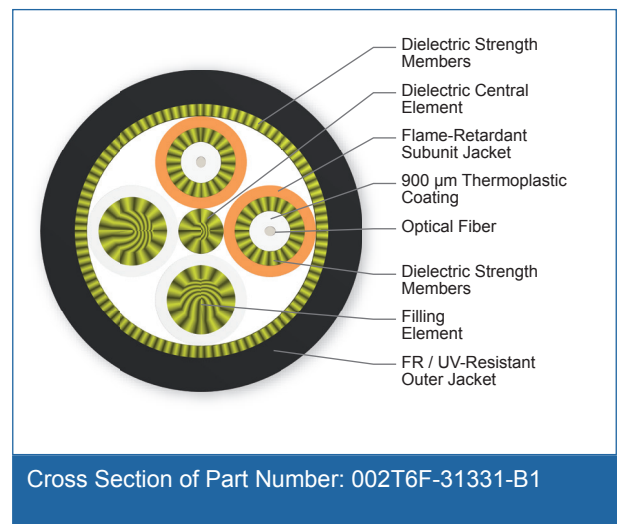 Dielectric Strength
Members
Dielectric Central
Element
Flame-Retardant
Subunit Jacket
900 µm Thermoplastic
Coating
Optical Fiber
Dielectric Strength
Members
Filling
Element
FR / UV-Resistant
Outer Jacket
Cross Section of Part Number: 002T6F-31331-B1